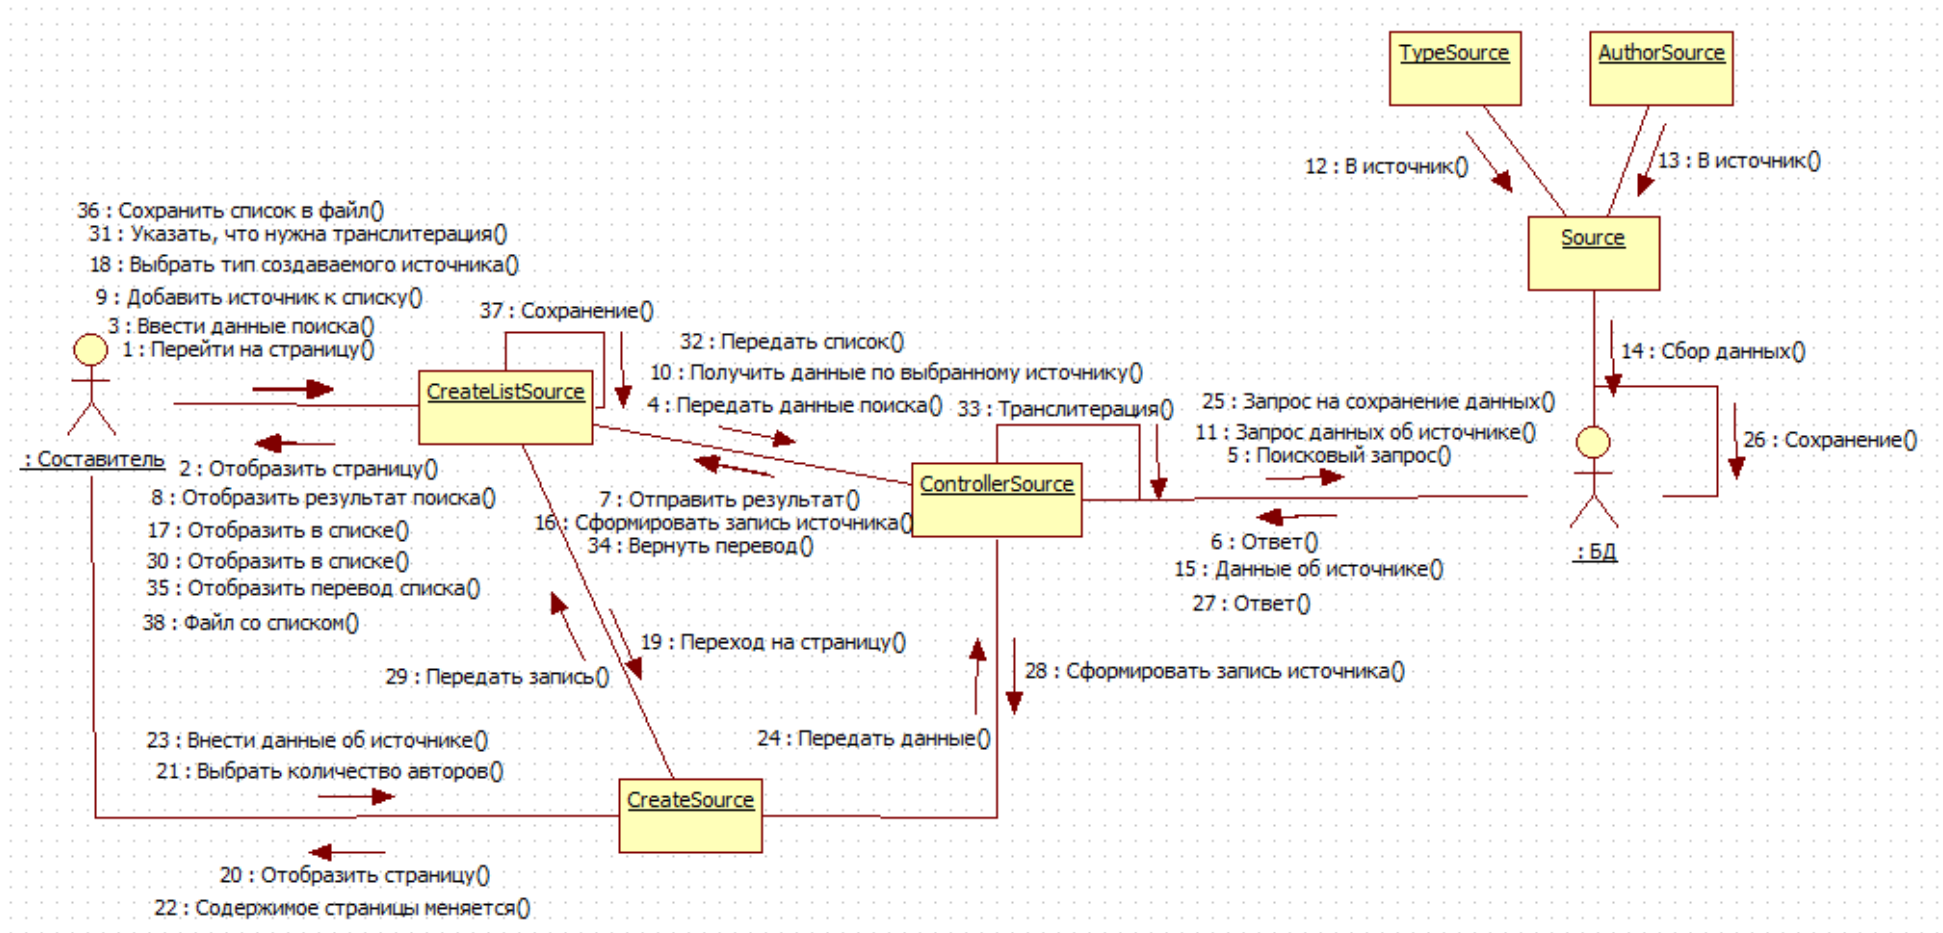 TypeSource
AuthorSource
12 : В источник()
13 : В источник()
Source
36 : Сохранить список в файл()
31 : Указать, что нужна транслитерация()
18 : Выбрать тип создаваемого источника()
9 : Добавить источник к списку()
3 : Ввести данные поиска()
1 : Перейти на страницу()
37 : Сохранение()
32 : Передать список()
10 : Получить данные по выбранному источнику()
4 : Передать данные поиска()
33 : Транслитерация()
14 : Сбор данных()
25 : Запрос на сохранение данных()
11 : Запрос данных об источнике()
5 : Поисковый запрос()
26 : Сохранение()
CreateListSource
: Составитель
2 : Отобразить страницу()
8 : Отобразить результат поиска()
17 : Отобразить в списке()
30 : Отобразить в списке()
35 : Отобразить перевод списка()
38 : Файл со списком()
ControllerSource
7 : Отправить результат()
16 : Сформировать запись источника()
34 : Вернуть перевод()
: БД
6 : Ответ()
15 : Данные об источнике()
27 : Ответ()
19 : Переход на страницу()
29 : Передать запись()
28 : Сформировать запись источника()
24 : Передать данные()
23 : Внести данные об источнике()
21 : Выбрать количество авторов()
CreateSource
20 : Отобразить страницу()
22 : Содержимое страницы меняется()